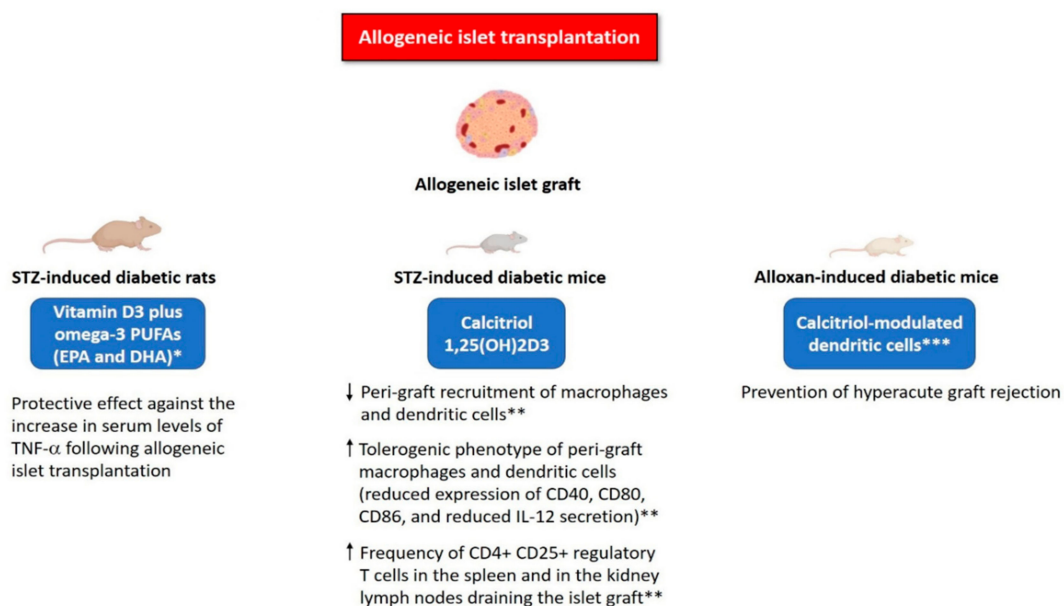 Allogeneic islet transplantation
Allogeneic islet graft
STZ-induced diabetic rats
Vitamin D3 plus
omega-3 PUFAs
(EPA and DHA)*
Protective effect against the
increase in serum levels of
TNF-α following allogeneic
islet transplantation
STZ-induced diabetic mice
Calcitriol
1,25(OH)2D3
↓ Peri-graft recruitment of macrophages
and dendritic cells**
↑ Tolerogenic phenotype of peri-graft
macrophages and dendritic cells
(reduced expression of CD40, CD80,
CD86, and reduced IL-12 secretion)**
↑ Frequency of CD4+ CD25+ regulatory
T cells in the spleen and in the kidney
lymph nodes draining the islet graft**
Alloxan-induced diabetic mice
Calcitriol-modulated
dendritic cells***
Prevention of hyperacute graft rejection